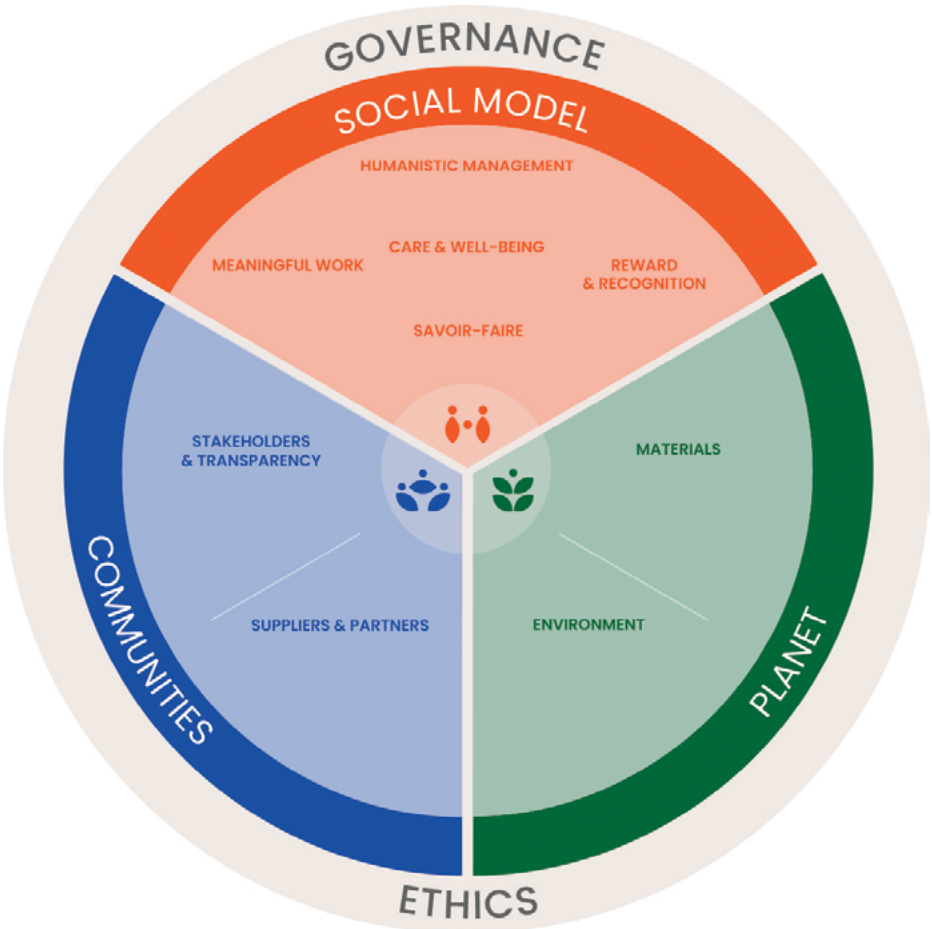 GOVERNANCE
SOCIAL MODEL
HUMANISTIC MANAGEMENT
CARE & WELL-BEING
MEANINGFUL WORK
REWARD
& RECOGNITION
SAVOIR-FAIRE
STAKEHOLDERS
& TRANSPARENCY
MATERIALS
SUPPLIERS & PARTNERS
ENVIRONMENT
COMMUNITIES
PLANET
ETHICS